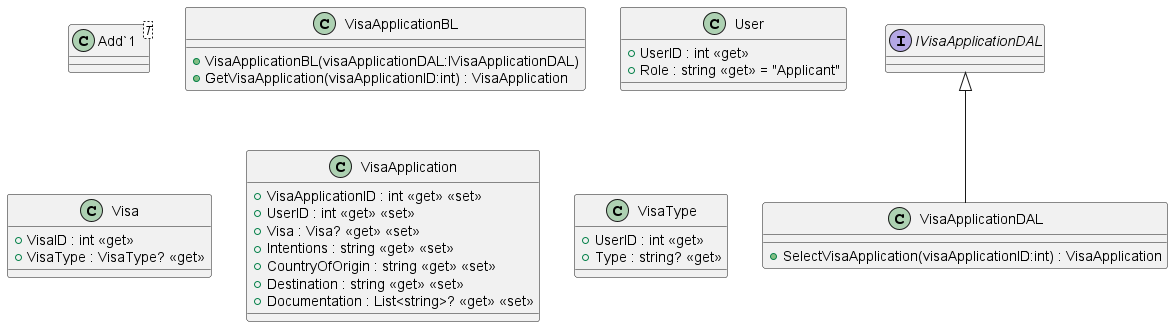 C Add`1
T
C VisaApplicationBL
VisaApplicationBL(visaApplicationDAL:IVisaApplicationDAL)
GetVisaApplication(visaApplicationID:int) : VisaApplication
C User
UserID : int «get»
Role : string «get» = "Applicant"
I IVisaApplicationDAL
C Visa
VisaID : int «get»
VisaType : VisaType? «get»
C VisaApplication
VisaApplicationID : int «get» «set»
UserID : int «get» «set»
Visa : Visa? «get» «set»
Intentions : string «get» «set»
CountryOfOrigin : string «get» «set»
Destination : string «get» «set»
Documentation : List<string>? «get» «set»
C VisaType
UserID : int «get»
Type : string? «get»
C VisaApplicationDAL
SelectVisaApplication(visaApplicationID:int) : VisaApplication